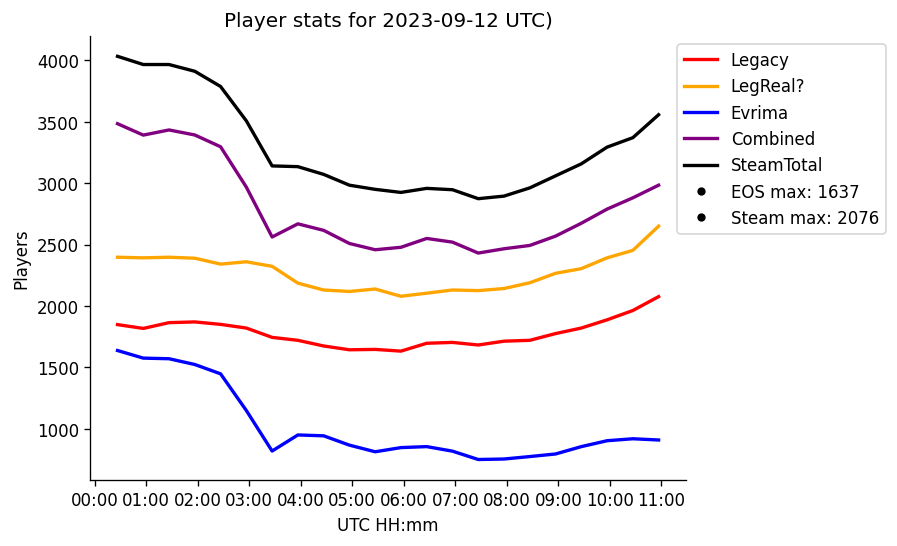 Player stats for 2023-09-12 UTC)
4000
3500
3000
2500
2000
1500
1000
Players
00:00 01:00 02:00 03:00 04:00 05:00 06:00 07:00 08:00 09:00 10:00 11:00
UTC HH:mm
Legacy
LegReal?
Evrima
Combined
SteamTotal
EOS max: 1637
Steam max: 2076